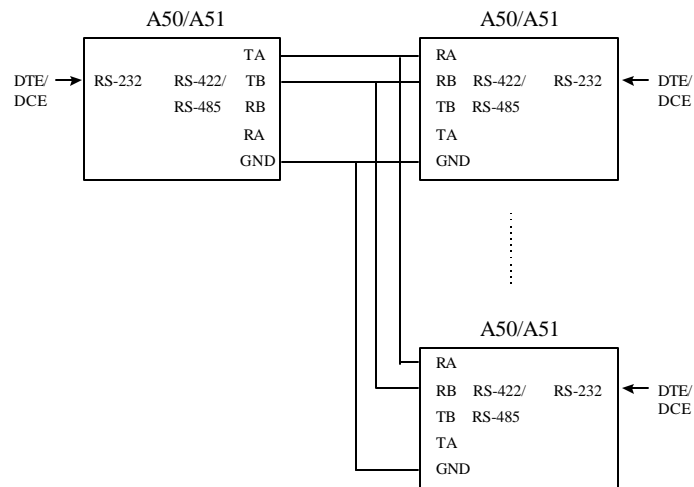 A50/A51
A50/A51
TA
RA
DTE/
DCE
RS-232
RS-422/
TB
RB
RS-422/
RS-232
DTE/
DCE
RS-485
RB
TB
RS-485
RA
TA
GND
GND
A50/A51
RA
RB
RS-422/
RS-232
DTE/
DCE
TB
RS-485
TA
GND